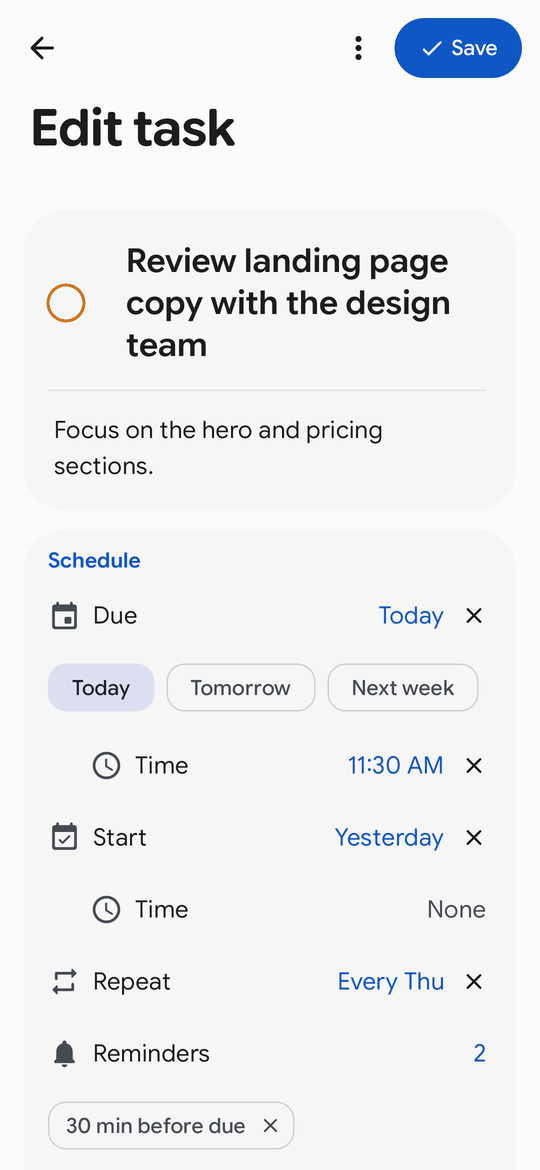 Save
Edit task
Review landing page
copy with the design
team
Focus on the hero and pricing
sections.
Schedule
Due Today
Today Tomorrow Next week
Time 11:30 AM
Start Yesterday
Time None
Repeat Every Thu
Reminders 2
30 min before due